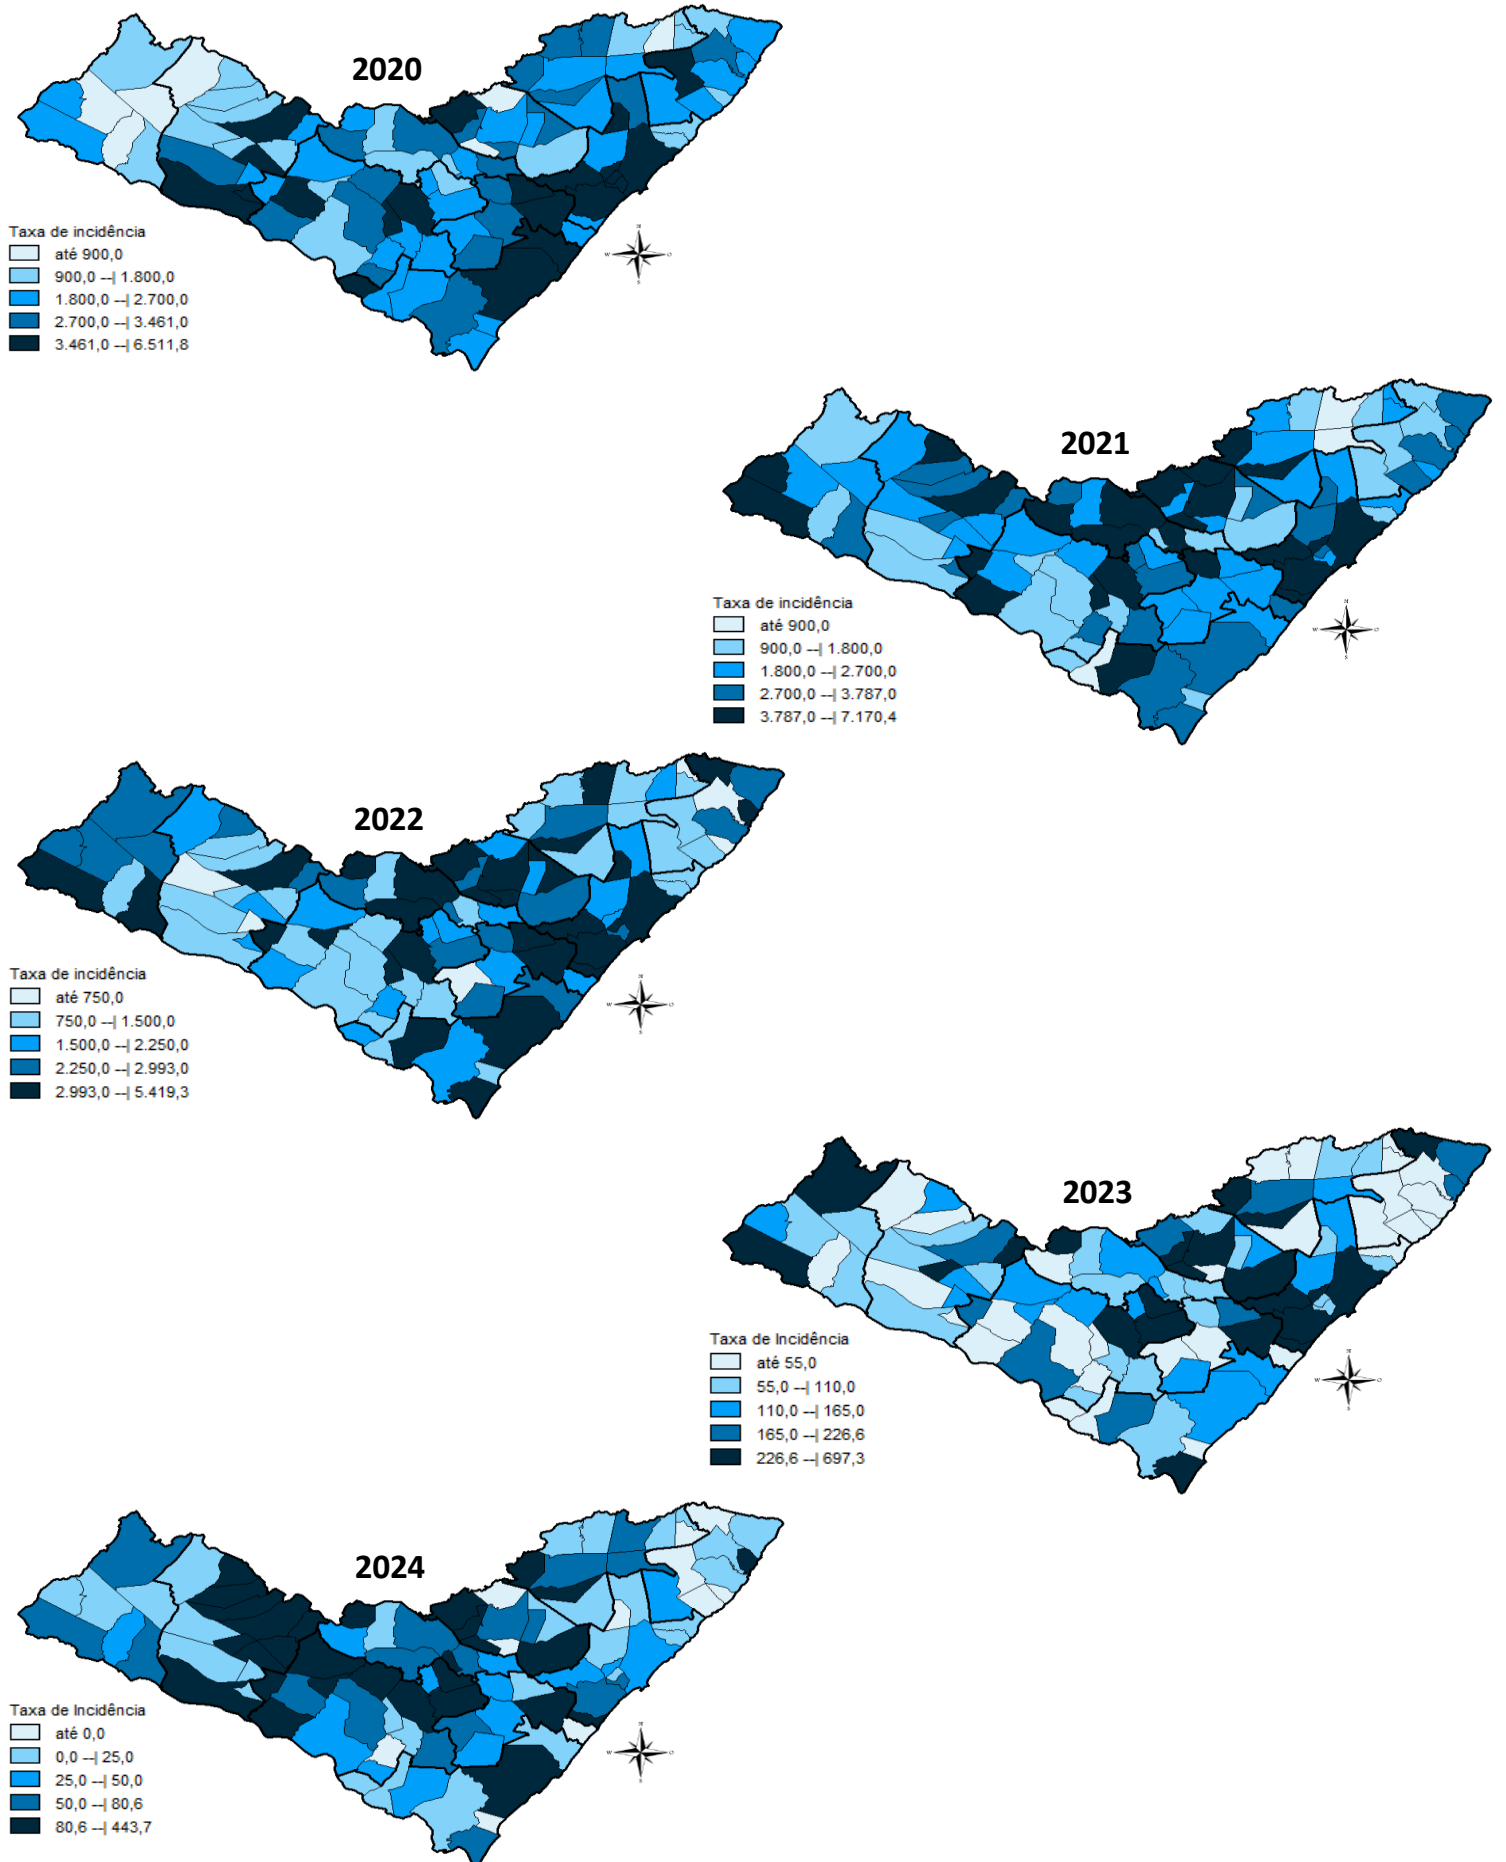 2020
Taxa de incidência
até 900,0
900,0 --| 1.800,0
1.800,0 --| 2.700,0
2.700,0 --| 3.461,0
3.461,0 --| 6.511,8
N
W
O
S
2021
Taxa de incidência
até 900,0
900,0 --| 1.800,0
1.800,0 --| 2.700,0
2.700,0 --| 3.787,0
3.787,0 --| 7.170,4
N
W
O
S
2022
Taxa de incidência
até 750,0
750,0 --| 1.500,0
1.500,0 --| 2.250,0
2.250,0 --| 2.993,0
2.993,0 --| 5.419,3
N
W
O
S
2023
Taxa de Incidência
até 55,0
55,0 --| 110,0
110,0 --| 165,0
165,0 --| 226,6
226,6 --| 697,3
N
W
O
S
2024
Taxa de Incidência
até 0,0
0,0 --| 25,0
25,0 --| 50,0
50,0 --| 80,6
80,6 --| 443,7
N
W
O
S